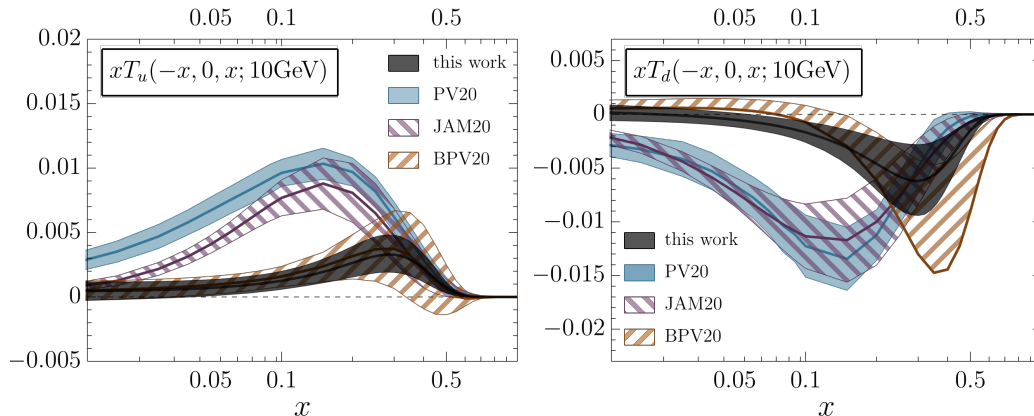 0.05 0.1 0.5
0.02
0.015
0.01
0.005
0
−0.005
xT_u(−x, 0, x; 10GeV)
this work
PV20
JAM20
BPV20
0.05 0.1 0.5
x
0.05 0.1 0.5
0.005
0
−0.005
−0.01
−0.015
−0.02
xT_d(−x, 0, x; 10GeV)
this work
PV20
JAM20
BPV20
0.05 0.1 0.5
x